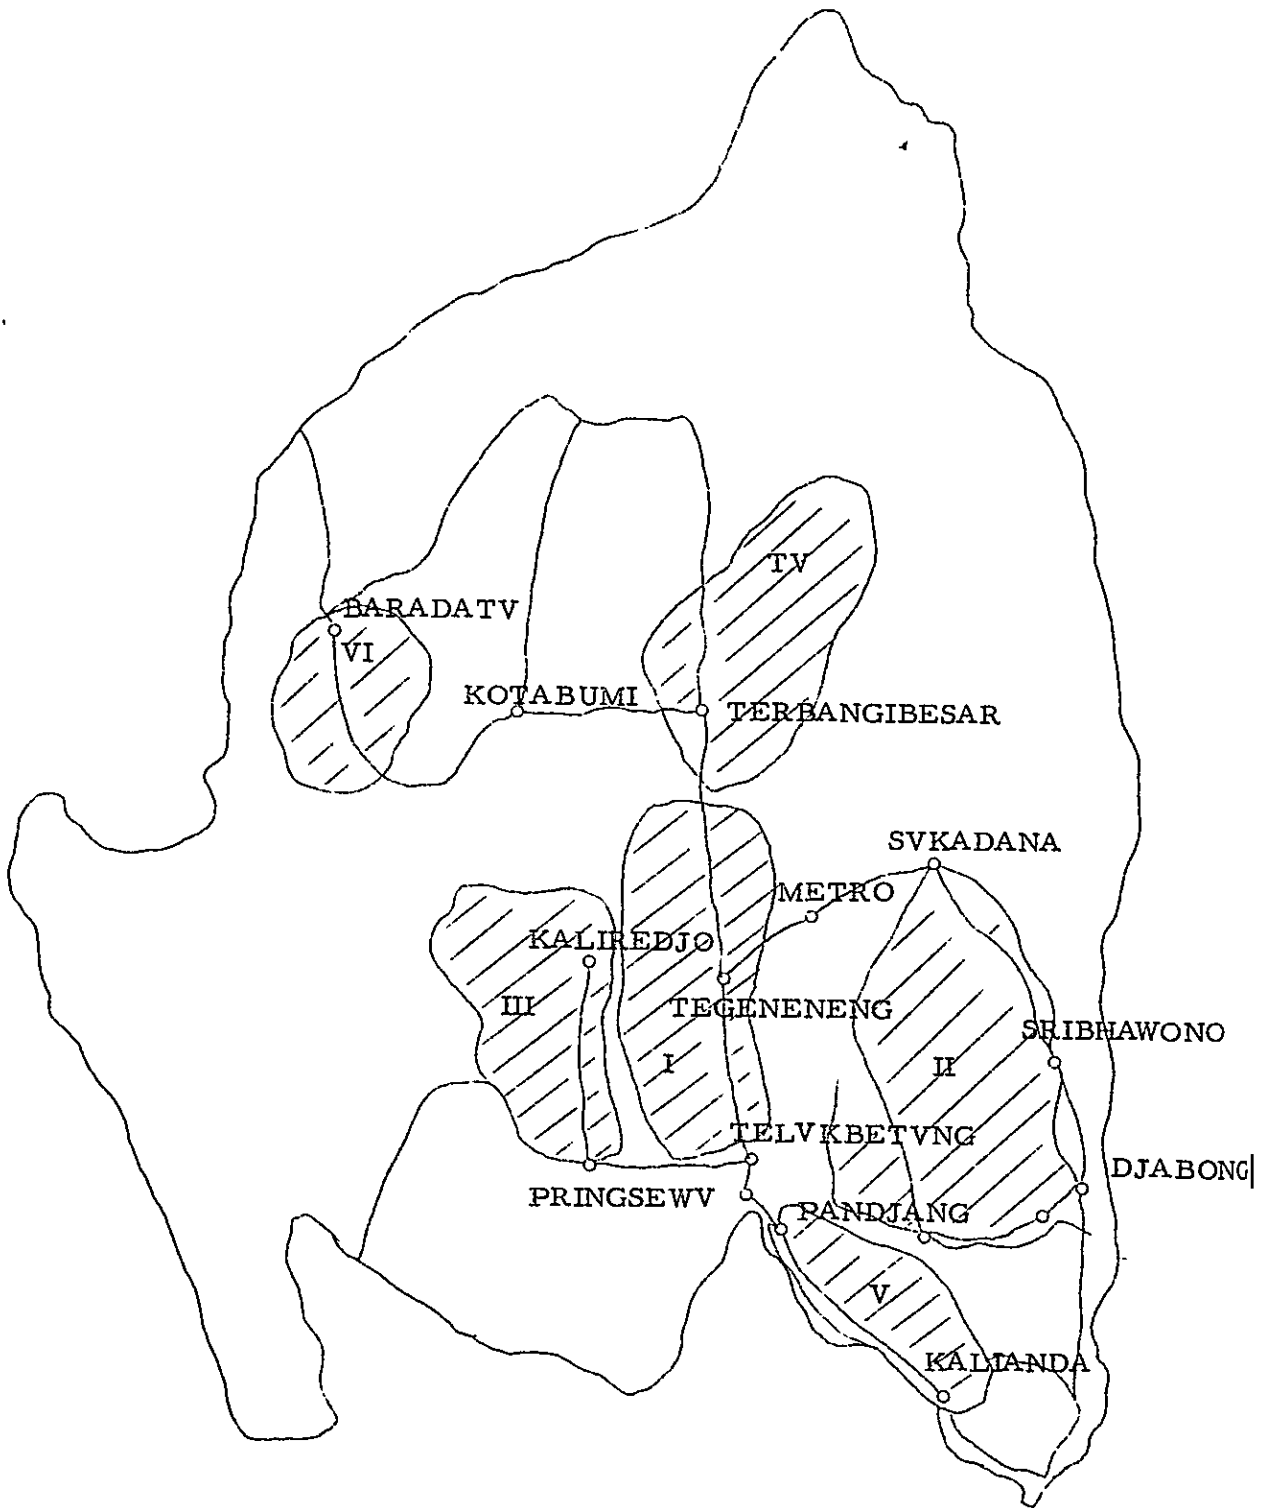 TV
BARADATV
VI
KOTABUMI
TERBANGIBESAR
SVKADANA
METRO
KALIREDJO
III
TEGENENENG
SRIBHAWONO
I
II
TELVKBETVNG
DJABONG
PRINGSEWV
PANDJANG
V
KALIANDA